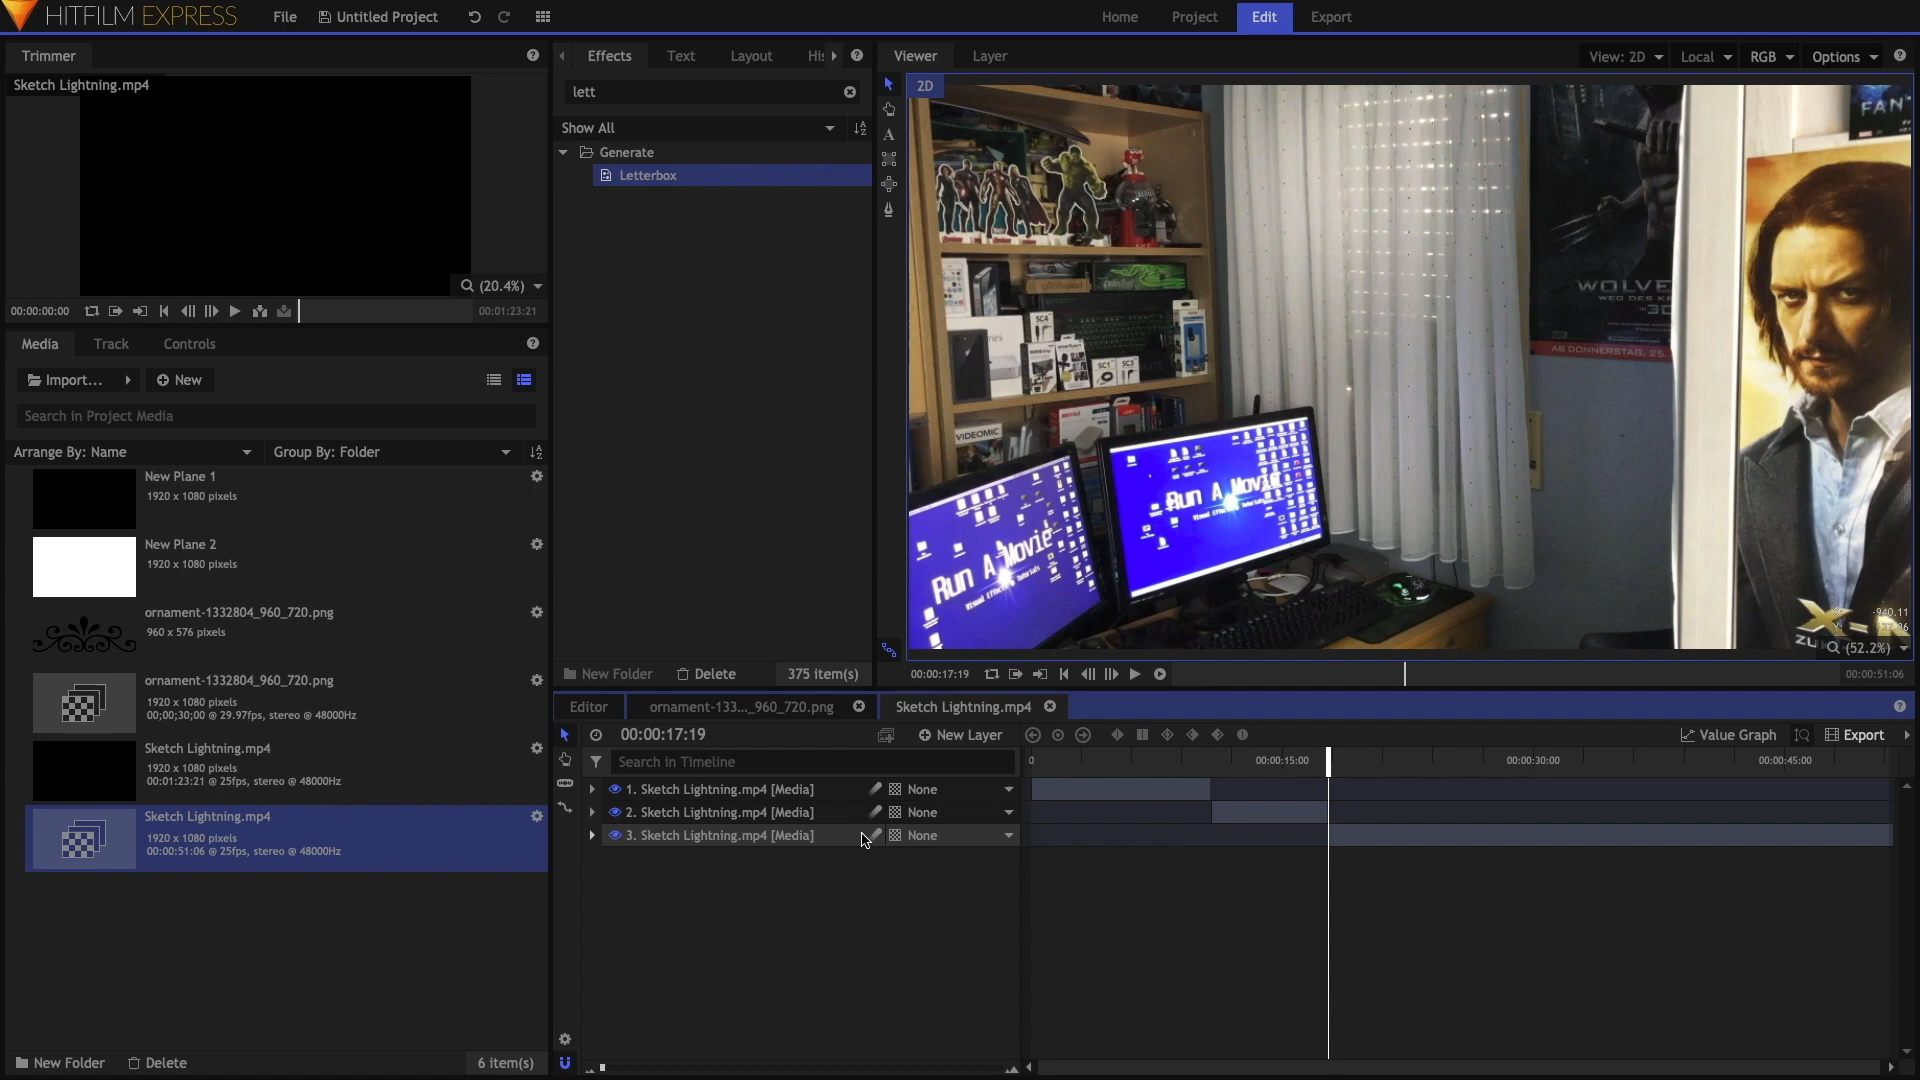 HITFILM EXPRESS
File
Untitled Project
Home
Project
Edit
Export
Trimmer
Sketch Lightning.mp4
(20.4%)
00:00:00:00
00:01:23:21
Media
Track
Controls
Import...
New
Search in Project Media
Arrange By: Name
Group By: Folder
New Plane 1
1920 x 1080 pixels
New Plane 2
1920 x 1080 pixels
ornament-1332804_960_720.png
960 x 576 pixels
ornament-1332804_960_720.png
1920 x 1080 pixels
00;00;30;00 @ 29.97fps, stereo @ 48000Hz
Sketch Lightning.mp4
1920 x 1080 pixels
00:01:23:21 @ 25fps, stereo @ 48000Hz
Sketch Lightning.mp4
1920 x 1080 pixels
00:00:51:06 @ 25fps, stereo @ 48000Hz
New Folder
Delete
6 item(s)
Effects
Text
Layout
His
lett
Show All
Generate
Letterbox
New Folder
Delete
375 item(s)
Viewer
Layer
View: 2D
Local
RGB
Options
2D
FAN
SC4
SC1
SC3
VIDEOMIC
Run A Movie
Run A Movie
AB DONNERSTAG, 25.
(52.2%)
00:00:17:19
00:00:51:06
Editor
ornament-133..._960_720.png
Sketch Lightning.mp4
00:00:17:19
New Layer
Value Graph
Export
Search in Timeline
0
00:00:15:00
00:00:30:00
00:00:45:00
1. Sketch Lightning.mp4 [Media]
None
2. Sketch Lightning.mp4 [Media]
None
3. Sketch Lightning.mp4 [Media]
None